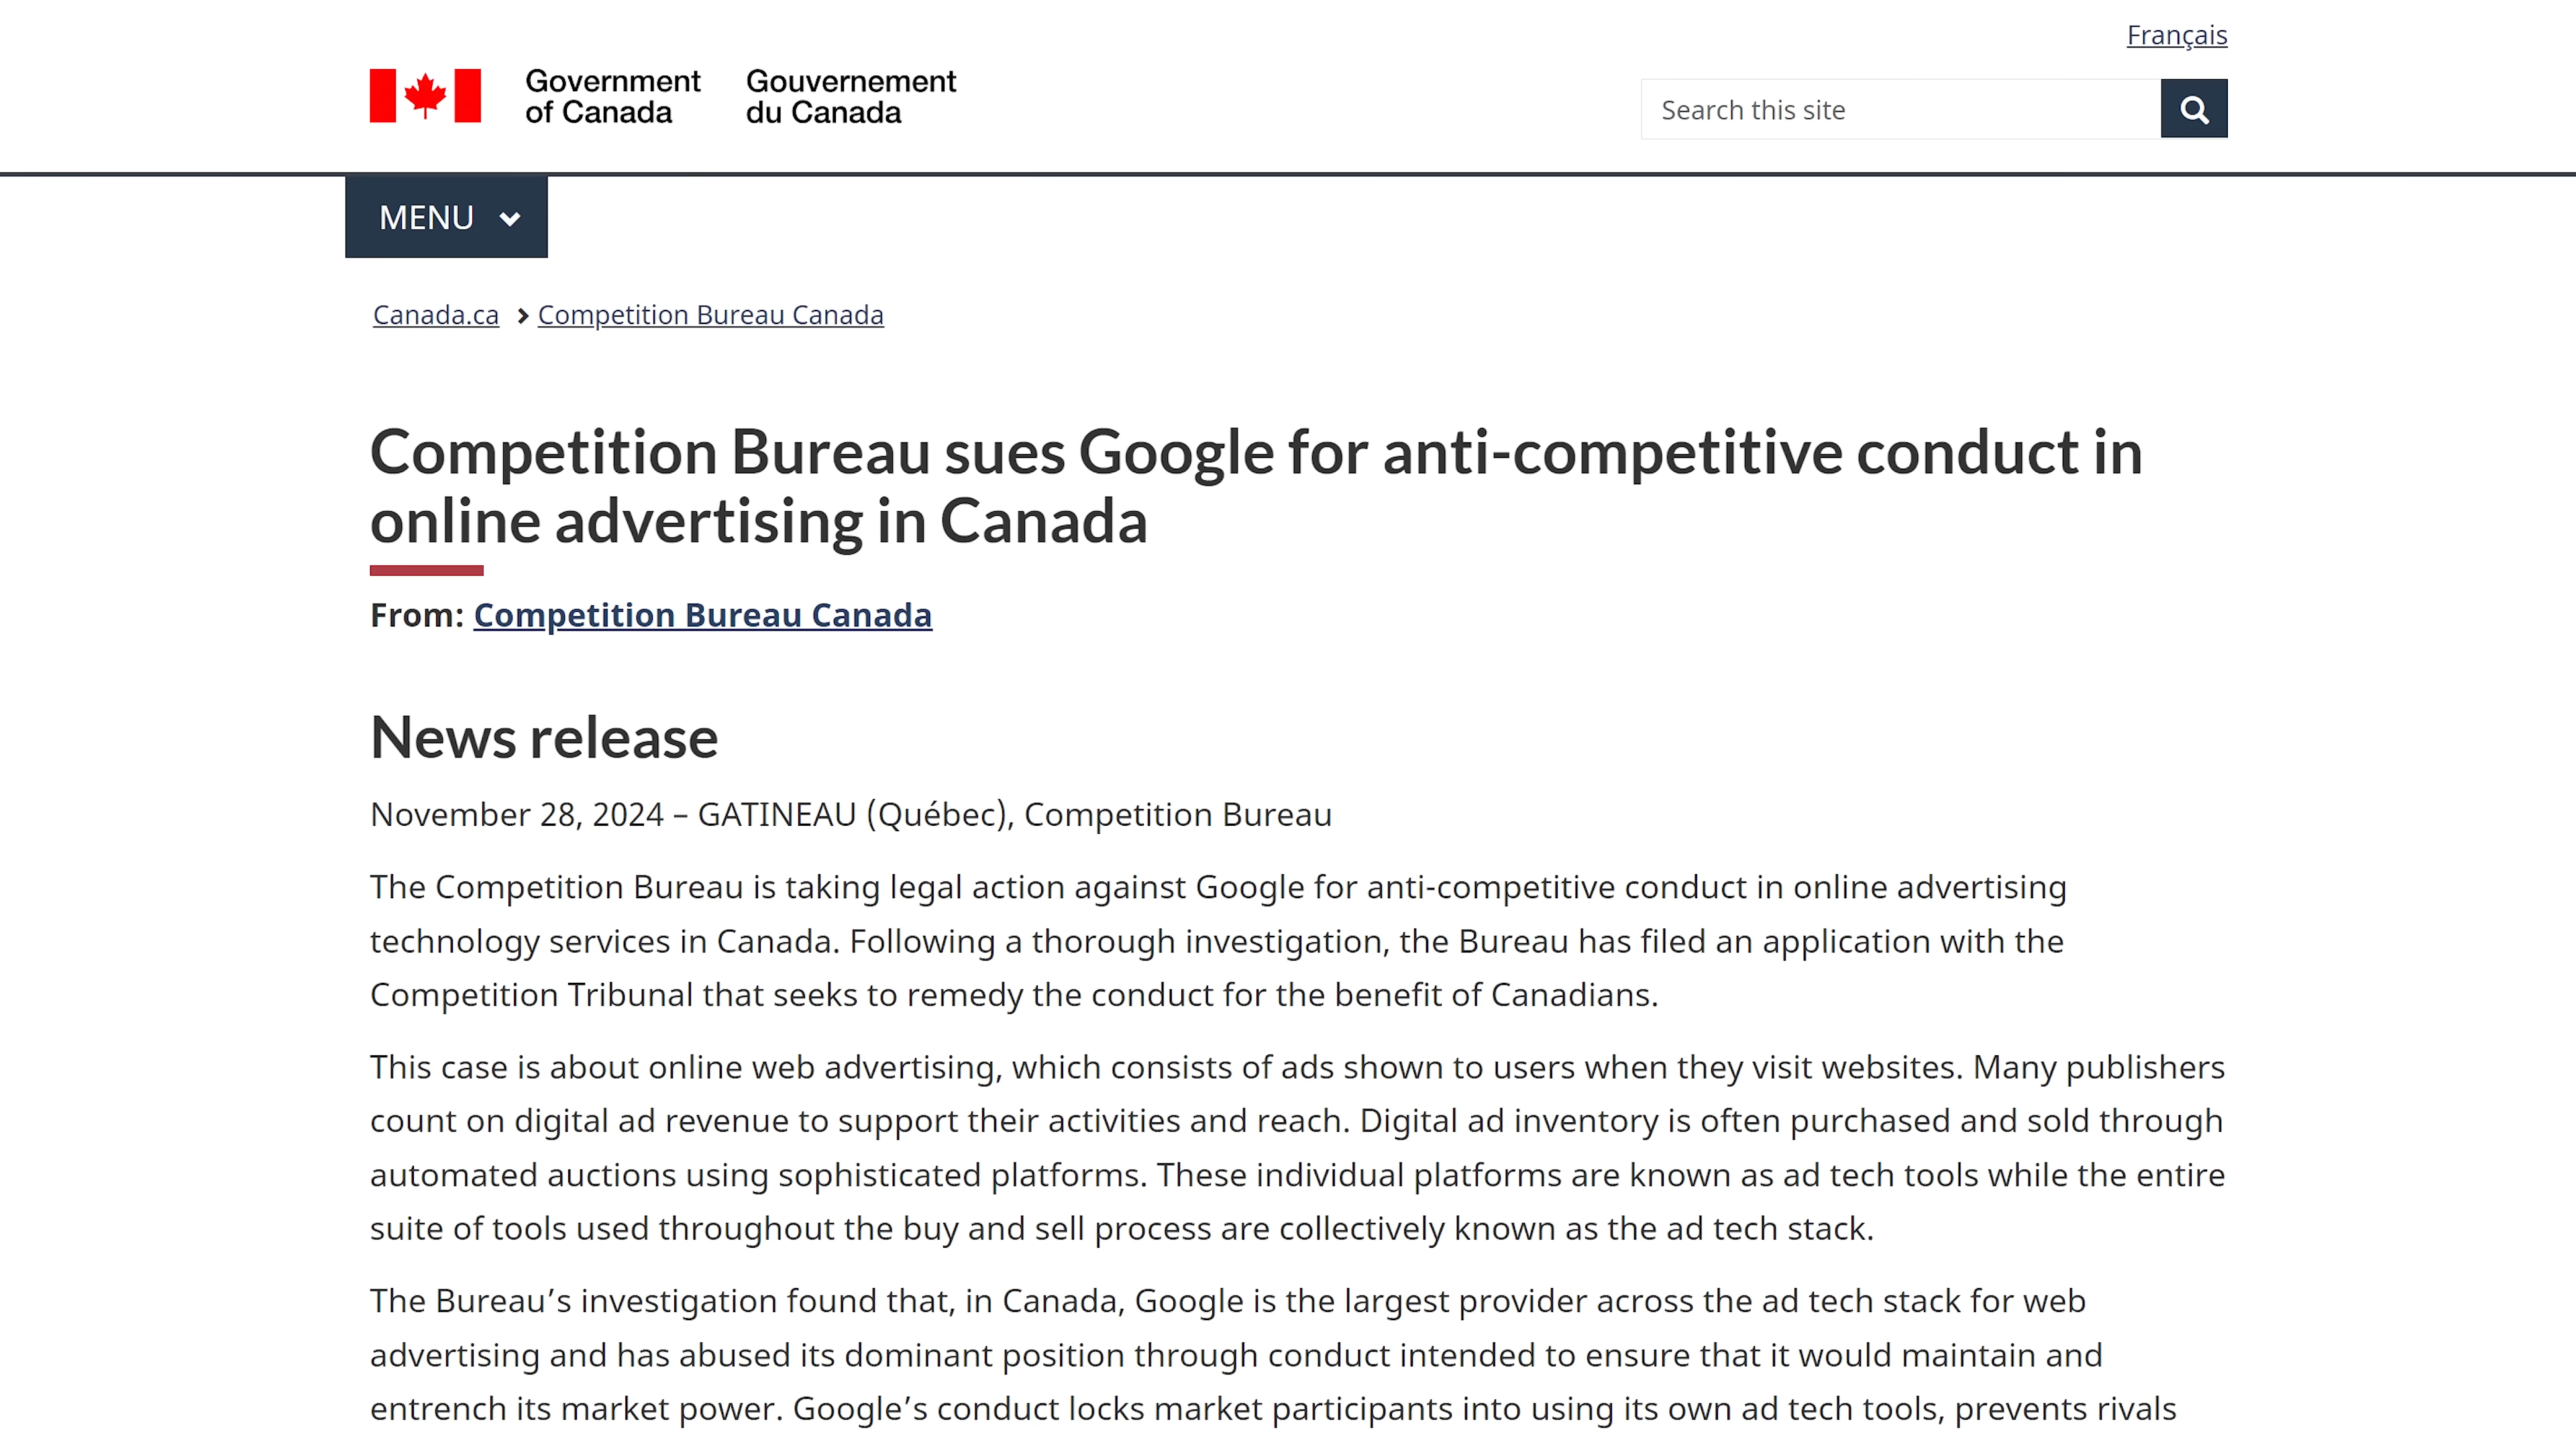 Français
Government of Canada
Gouvernement du Canada
Search this site
MENU
Canada.ca
Competition Bureau Canada
Competition Bureau sues Google for anti-competitive conduct in
online advertising in Canada
From: Competition Bureau Canada
News release
November 28, 2024 – GATINEAU (Québec), Competition Bureau
The Competition Bureau is taking legal action against Google for anti-competitive conduct in online advertising
technology services in Canada. Following a thorough investigation, the Bureau has filed an application with the
Competition Tribunal that seeks to remedy the conduct for the benefit of Canadians.
This case is about online web advertising, which consists of ads shown to users when they visit websites. Many publishers
count on digital ad revenue to support their activities and reach. Digital ad inventory is often purchased and sold through
automated auctions using sophisticated platforms. These individual platforms are known as ad tech tools while the entire
suite of tools used throughout the buy and sell process are collectively known as the ad tech stack.
The Bureau’s investigation found that, in Canada, Google is the largest provider across the ad tech stack for web
advertising and has abused its dominant position through conduct intended to ensure that it would maintain and
entrench its market power. Google’s conduct locks market participants into using its own ad tech tools, prevents rivals